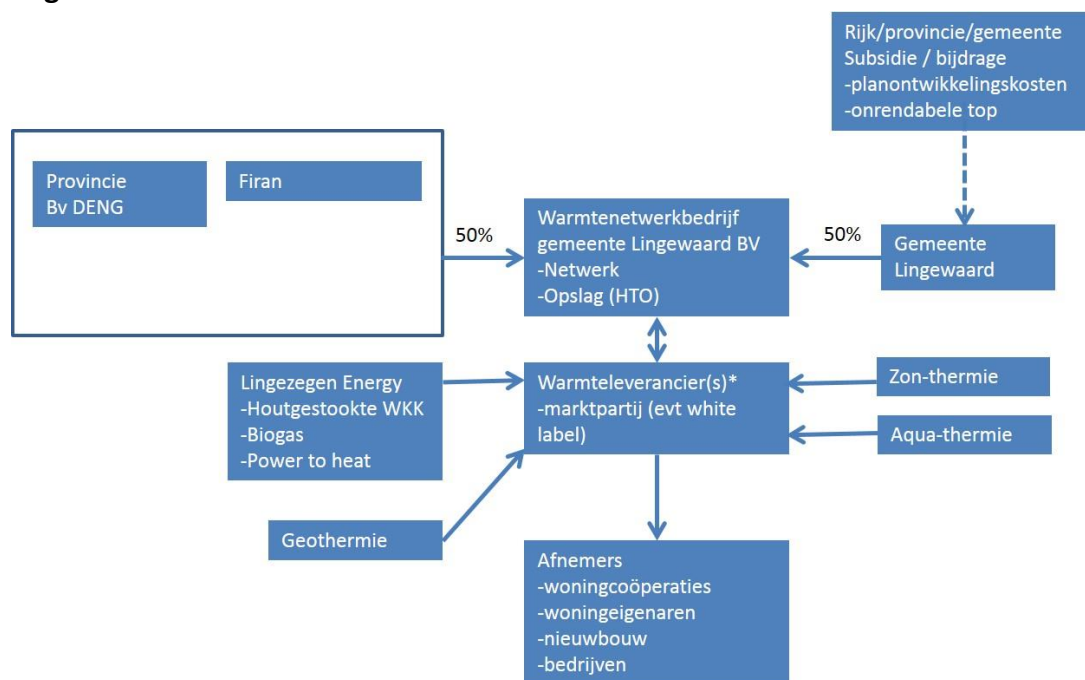 Rijk/provincie/gemeente
Subsidie / bijdrage
-planontwikkelingskosten
-onrendabele top
Provincie
Bv DENG
Firan
50%
Warmtenetwerkbedrijf
gemeente Lingewaard BV
-Netwerk
-Opslag (HTO)
50%
Gemeente
Lingewaard
Lingezegen Energy
-Houtgestookte WKK
-Biogas
-Power to heat
Warmteleverancier(s)*
-marktpartij (evt white
label)
Zon-thermie
Aqua-thermie
Geothermie
Afnemers
-woningcoöperaties
-woningeigenaren
-nieuwbouw
-bedrijven